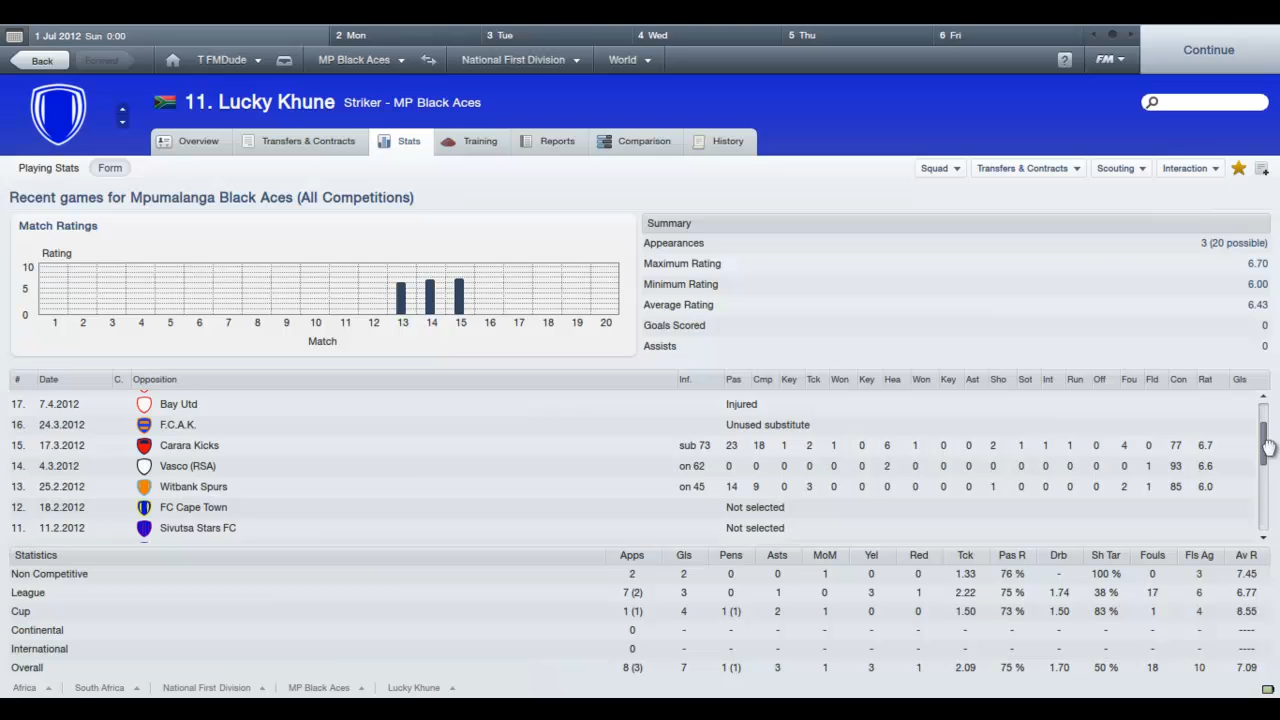 1 Jul 2012 Sun 0:00 2 Mon 3 Tue 4 Wed 5 Thu 6 Fri
Continue
Back Forward T FMDude MP Black Aces National First Division World ? FM
11. Lucky Khune Striker - MP Black Aces
Overview Transfers & Contracts Stats Training Reports Comparison History
Playing Stats Form Squad Transfers & Contracts Scouting Interaction
Recent games for Mpumalanga Black Aces (All Competitions)
Match Ratings
Rating
10
5
0
1 2 3 4 5 6 7 8 9 10 11 12 13 14 15 16 17 18 19 20
Match
Summary
Appearances 3 (20 possible)
Maximum Rating 6.70
Minimum Rating 6.00
Average Rating 6.43
Goals Scored 0
Assists 0
# Date C. Opposition Inf. Pas Cmp Key Tck Won Key Hea Won Key Ast Sho Sot Int Run Off Fou Fld Con Rat Gls
17. 7.4.2012 Bay Utd Injured
16. 24.3.2012 F.C.A.K. Unused substitute
15. 17.3.2012 Carara Kicks sub 73 23 18 1 2 1 0 6 1 0 0 2 1 1 1 0 4 0 77 6.7
14. 4.3.2012 Vasco (RSA) on 62 0 0 0 0 0 0 2 0 0 0 0 0 0 0 0 0 1 93 6.6
13. 25.2.2012 Witbank Spurs on 45 14 9 0 3 0 0 0 0 0 0 1 0 0 0 0 2 1 85 6.0
12. 18.2.2012 FC Cape Town Not selected
11. 11.2.2012 Sivutsa Stars FC Not selected
Statistics Apps Gls Pens Asts MoM Yel Red Tck Pas R Drb Sh Tar Fouls Fls Ag Av R
Non Competitive 2 2 0 0 1 0 0 1.33 76 % - 100 % 0 3 7.45
League 7 (2) 3 0 1 0 3 1 2.22 75 % 1.74 38 % 17 6 6.77
Cup 1 (1) 4 1 (1) 2 1 0 0 1.50 73 % 1.50 83 % 1 4 8.55
Continental 0 - - - - - - - - - - - - ----
International 0 - - - - - - - - - - - - ----
Overall 8 (3) 7 1 (1) 3 1 3 1 2.09 75 % 1.70 50 % 18 10 7.09
Africa South Africa National First Division MP Black Aces Lucky Khune